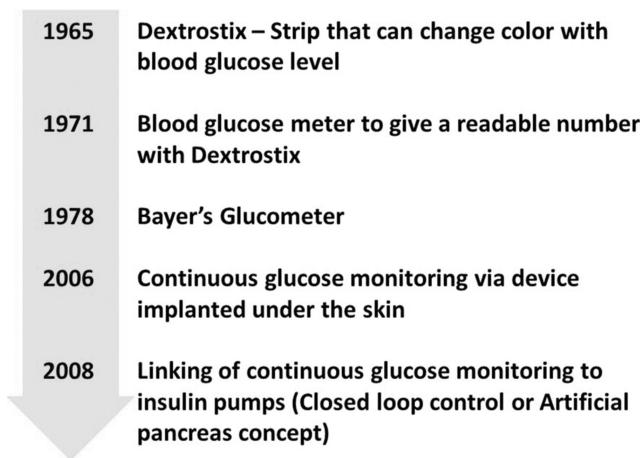 1965 Dextrostix – Strip that can change color with
blood glucose level
1971 Blood glucose meter to give a readable number
with Dextrostix
1978 Bayer's Glucometer
2006 Continuous glucose monitoring via device
implanted under the skin
2008 Linking of continuous glucose monitoring to
insulin pumps (Closed loop control or Artificial
pancreas concept)